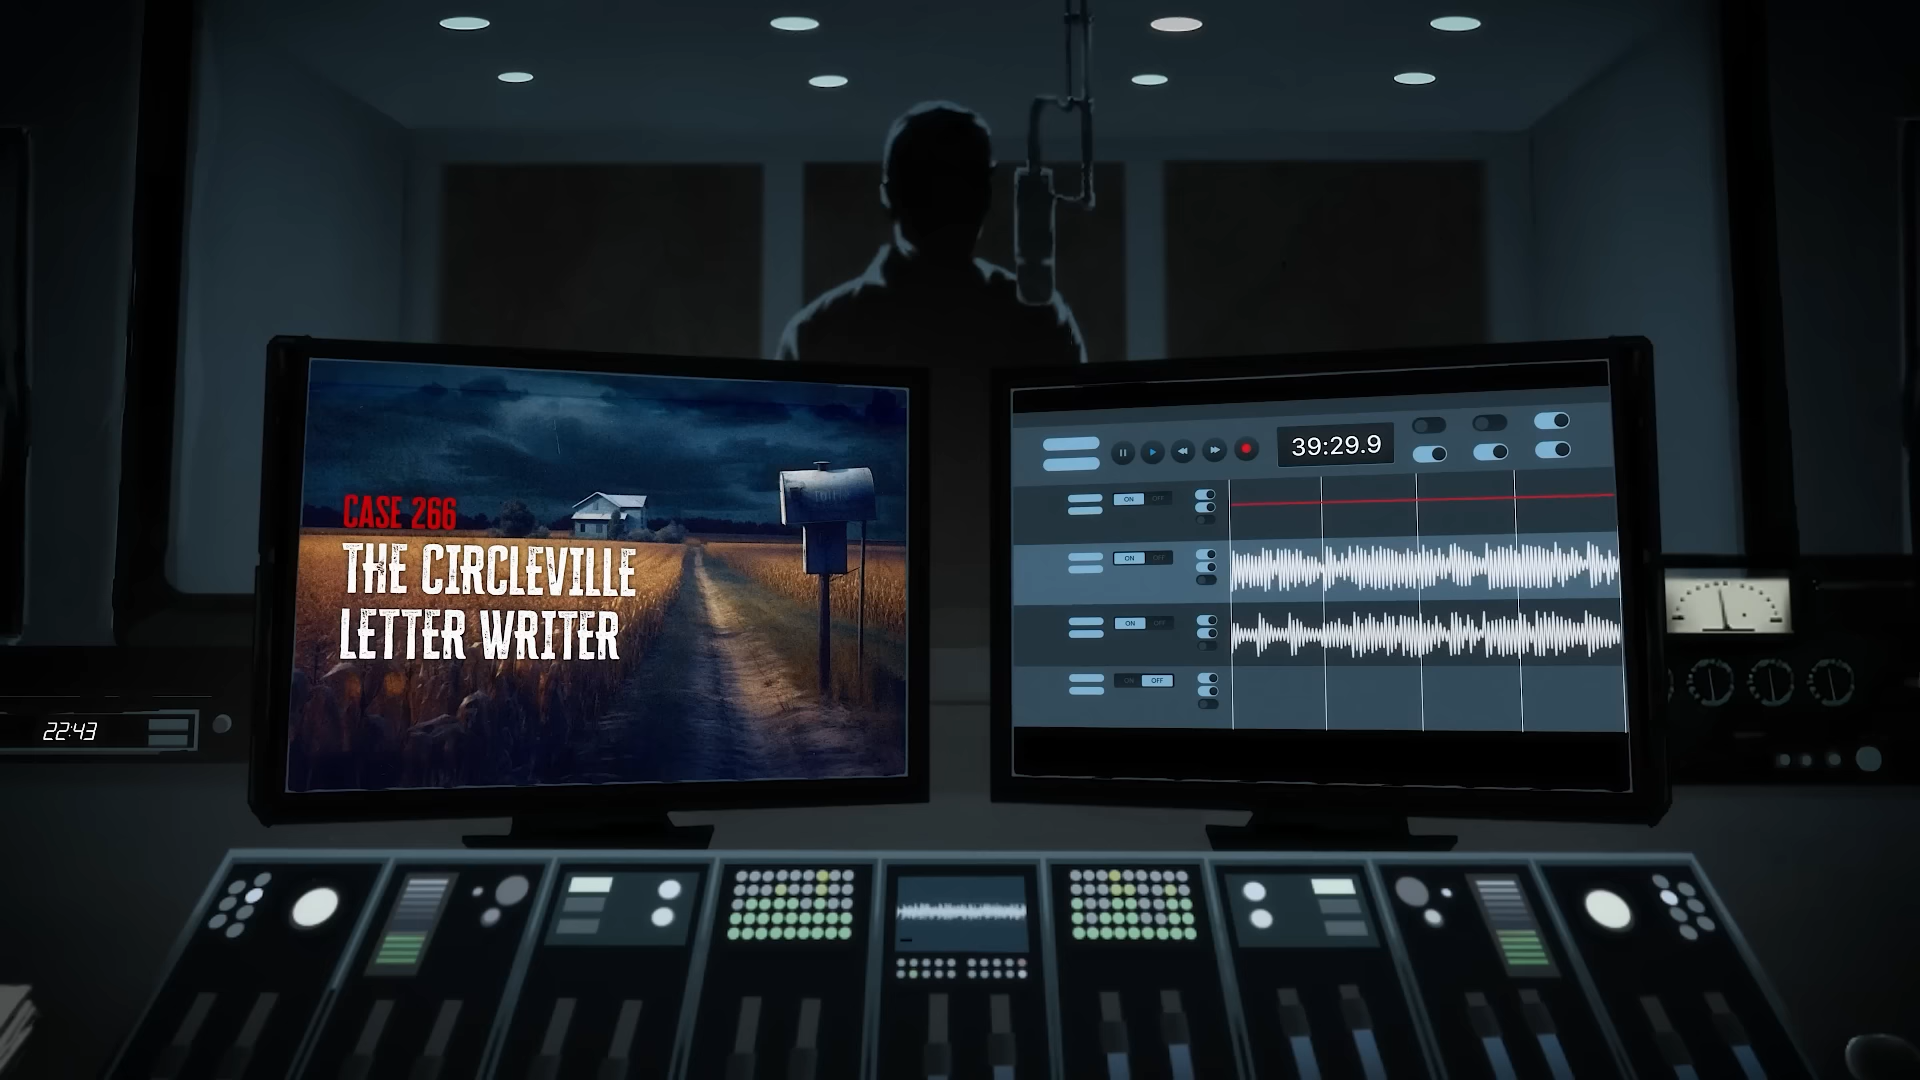 CASE 266
THE CIRCLEVILLE
LETTER WRITER
39:29.9
ON OFF
ON OFF
ON OFF
ON OFF
22:43